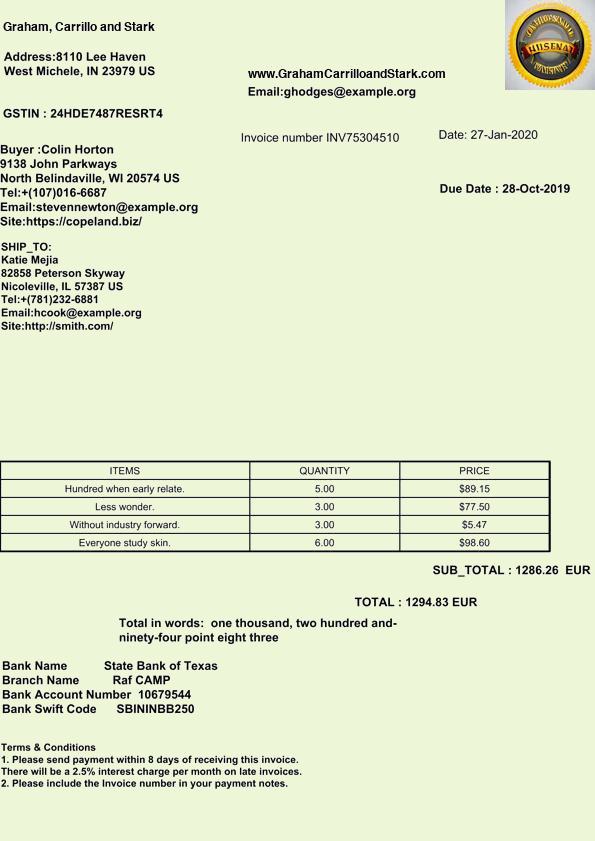 Graham, Carrillo and Stark
Address:8110 Lee Haven
West Michele, IN 23979 US
www.GrahamCarrilloandStark.com
Email:ghodges@example.org
HUSENAT
GSTIN : 24HDE7487RESRT4
Invoice number INV75304510
Date: 27-Jan-2020
Due Date : 28-Oct-2019
Buyer :Colin Horton
9138 John Parkways
North Belindaville, WI 20574 US
Tel:+(107)016-6687
Email:stevennewton@example.org
Site:https://copeland.biz/
SHIP_TO:
Katie Mejia
82858 Peterson Skyway
Nicoleville, IL 57387 US
Tel:+(781)232-6881
Email:hcook@example.org
Site:http://smith.com/
ITEMS QUANTITY PRICE
Hundred when early relate. 5.00 $89.15
Less wonder. 3.00 $77.50
Without industry forward. 3.00 $5.47
Everyone study skin. 6.00 $98.60
SUB_TOTAL : 1286.26 EUR
TOTAL : 1294.83 EUR
Total in words: one thousand, two hundred and-
ninety-four point eight three
Bank Name State Bank of Texas
Branch Name Raf CAMP
Bank Account Number 10679544
Bank Swift Code SBININBB250
Terms & Conditions
1. Please send payment within 8 days of receiving this invoice.
There will be a 2.5% interest charge per month on late invoices.
2. Please include the Invoice number in your payment notes.